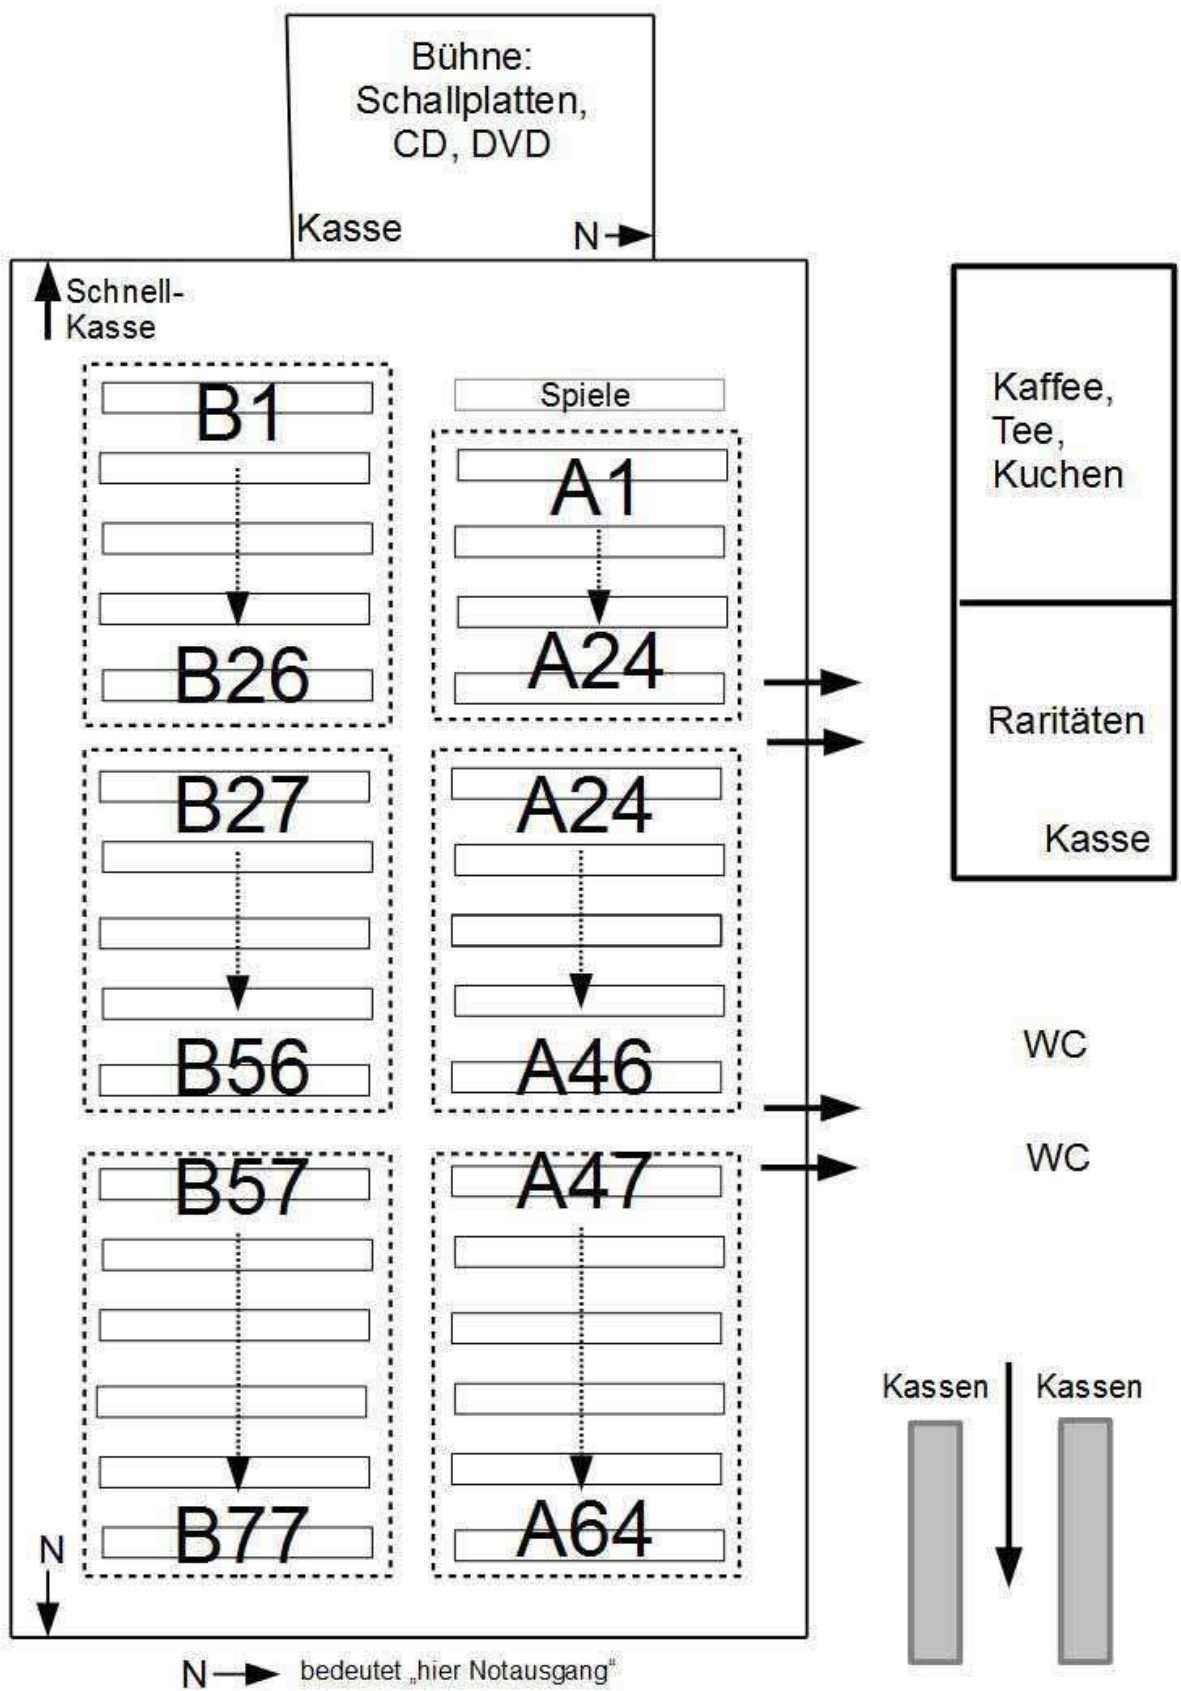 Bühne:
Schallplatten,
CD, DVD
Kasse
N
Schnell-
Kasse
B1
B26
Spiele
A1
A24
Kaffee,
Tee,
Kuchen
Raritäten
Kasse
B27
B56
A24
A46
WC
WC
B57
B77
A47
A64
Kassen
Kassen
N
N bedeutet „hier Notausgang“